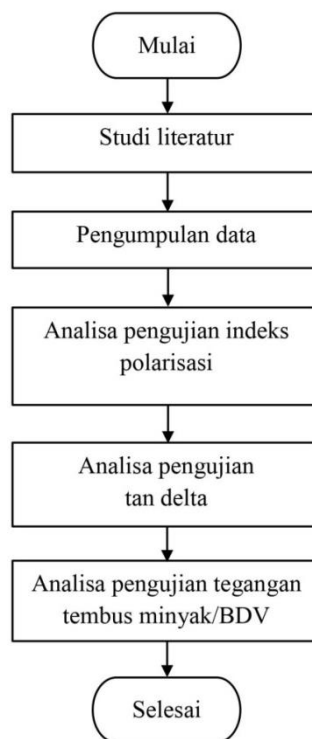 Mulai
Studi literatur
Pengumpulan data
Analisa pengujian indeks
polarisasi
Analisa pengujian
tan delta
Analisa pengujian tegangan
tembus minyak/BDV
Selesai